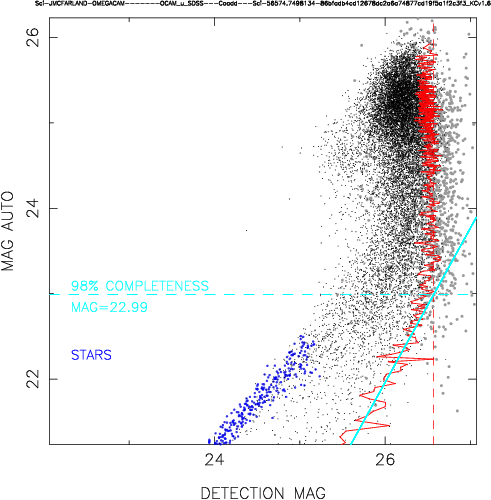 Sci-JMCFARLAND-OMEGACAM---------OCAM_u_SDSS---Coadd---Sci-56574.7498134-86bfadb4cd12678dc2a6a74877cd19f5a1f2c3f3_KCv1.6
26
24
98% COMPLETENESS
MAG=22.99
STARS
22
24
26
MAG AUTO
DETECTION MAG